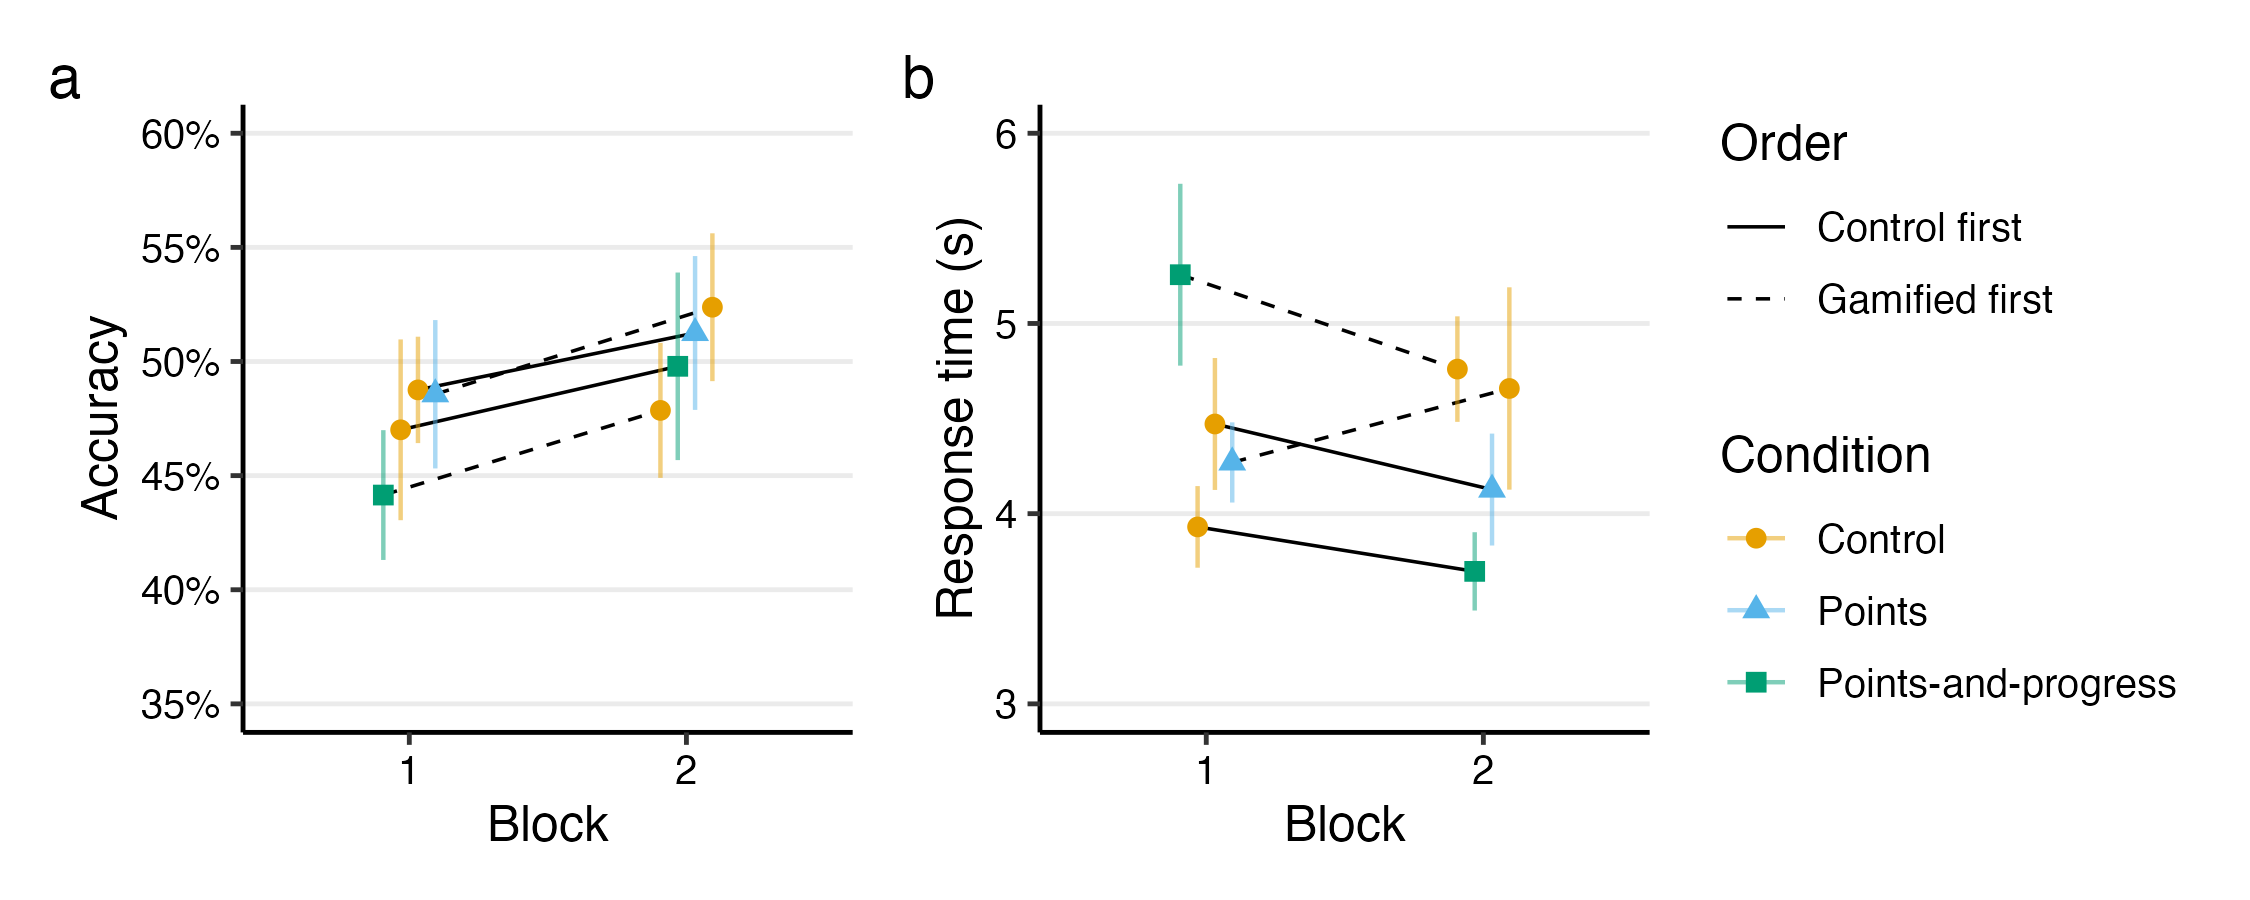 a
60%
55%
50%
45%
40%
35%
Accuracy
1
2
Block
b
6
5
4
3
Response time (s)
1
2
Block
Order
Control first
Gamified first
Condition
Control
Points
Points-and-progress